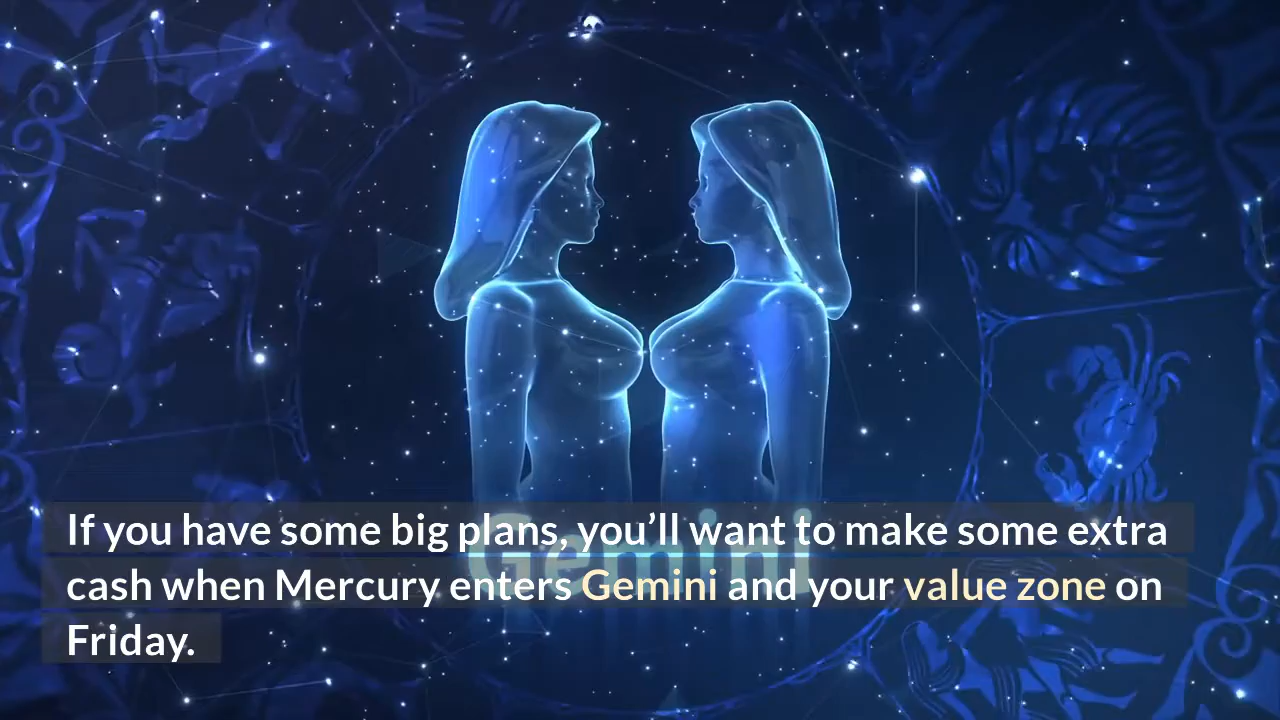 If you have some big plans, you’ll want to make some extra
cash when Mercury enters Gemini and your value zone on
Friday.
Gemini